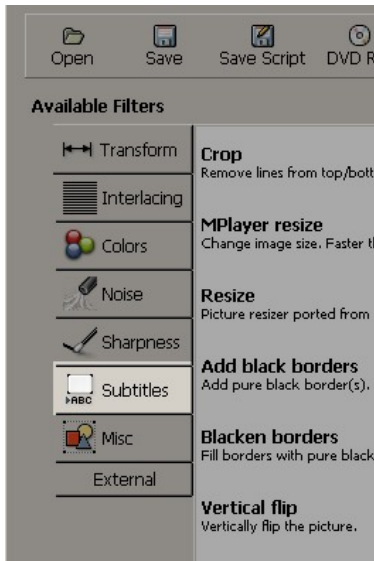 Open Save Save Script DVD R
Available Filters
Transform
Interlacing
Colors
Noise
Sharpness
ABC Subtitles
Misc
External
Crop
Remove lines from top/bott
MPlayer resize
Change image size. Faster t
Resize
Picture resizer ported from
Add black borders
Add pure black border(s).
Blacken borders
Fill borders with pure black
Vertical flip
Vertically flip the picture.